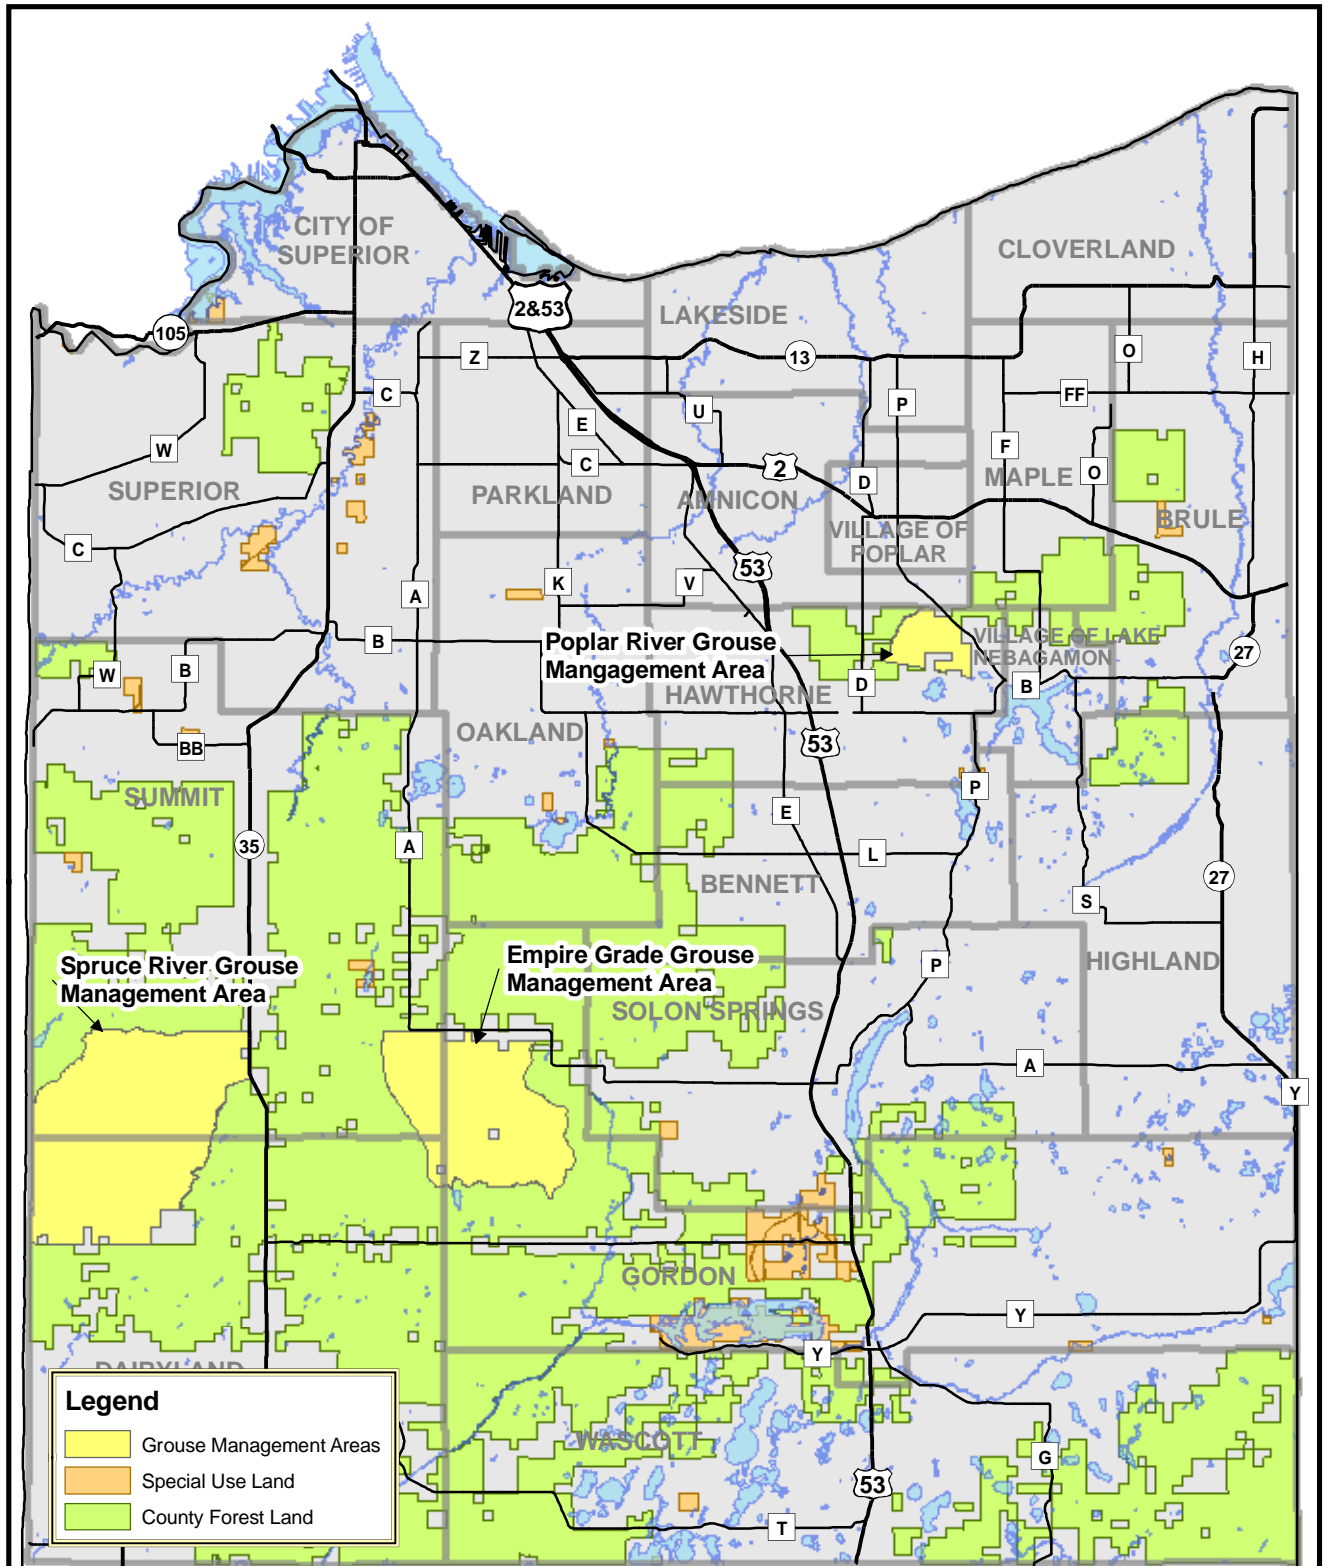 CITY OF
SUPERIOR
CLOVERLAND
2&53
LAKESIDE
105
Z
13
O
H
C
P
FF
U
E
W
F
C
2
D
O
MAPLE
SUPERIOR
PARKLAND
AMNICON
BRULE
VILLAGE OF
POPLAR
C
53
A
K
V
B
Poplar River Grouse
Mangagement Area
VILLAGE OF LAKE
NEBAGAMON
27
W
B
D
B
HAWTHORNE
OAKLAND
BB
53
SUMMIT
P
E
35
A
L
BENNETT
27
S
Spruce River Grouse
Management Area
Empire Grade Grouse
Management Area
P
HIGHLAND
SOLON SPRINGS
A
Y
GORDON
Y
Y
DAIRYLAND
WASCOTT
G
53
T
Legend
Grouse Management Areas
Special Use Land
County Forest Land